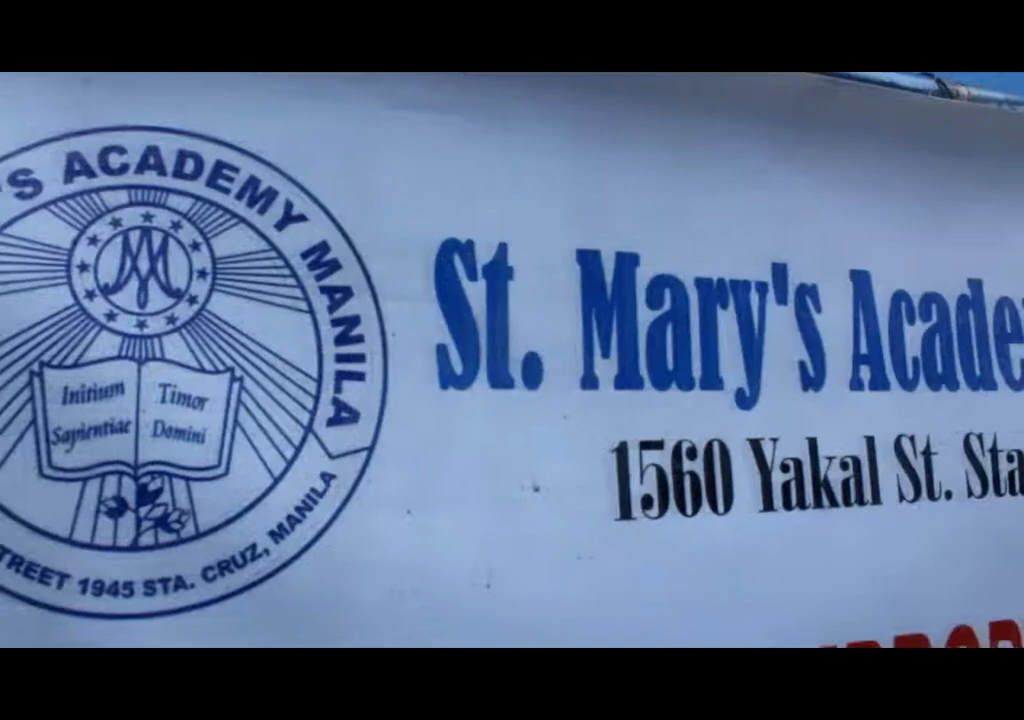 'S ACADEMY MANILA
Initium Timor
Sapientiae Domini
TREET 1945 STA. CRUZ, MANILA
St. Mary's Acade
1560 Yakal St. Sta